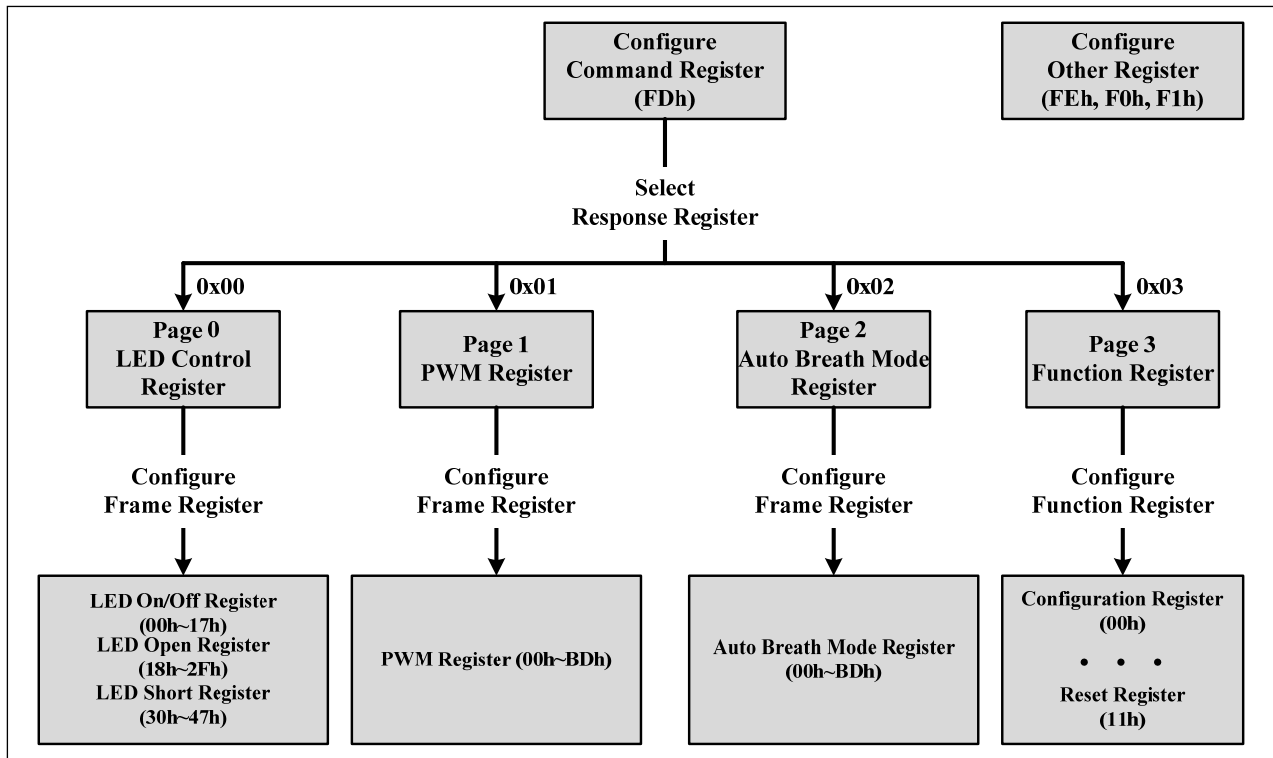 Configure
Command Register
(FDh)
Configure
Other Register
(FEh, F0h, F1h)
Select
Response Register
0x00
0x01
0x02
0x03
Page 0
LED Control
Register
Page 1
PWM Register
Page 2
Auto Breath Mode
Register
Page 3
Function Register
Configure
Frame Register
Configure
Frame Register
Configure
Frame Register
Configure
Function Register
LED On/Off Register
(00h~17h)
LED Open Register
(18h~2Fh)
LED Short Register
(30h~47h)
PWM Register (00h~BDh)
Auto Breath Mode Register
(00h~BDh)
Configuration Register
(00h)
• • •
Reset Register
(11h)